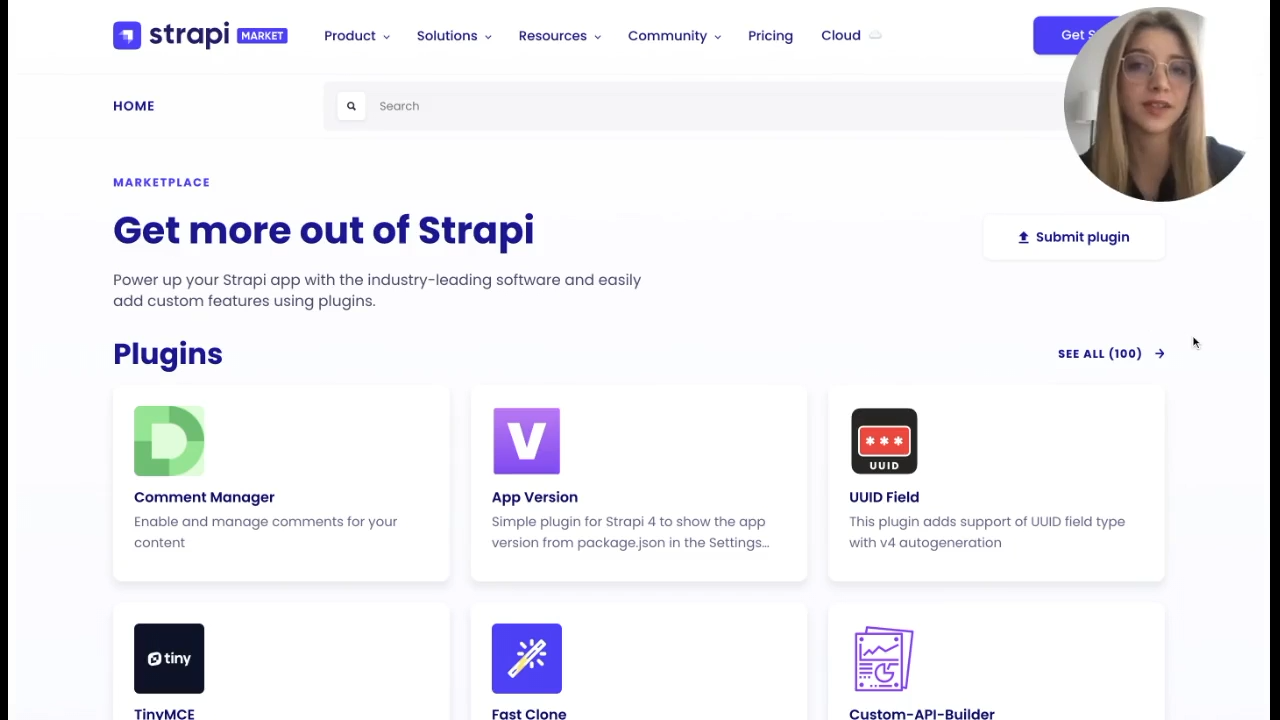 strapi MARKET Product Solutions Resources Community Pricing Cloud Get
HOME Search
MARKETPLACE
Get more out of Strapi
Submit plugin
Power up your Strapi app with the industry-leading software and easily
add custom features using plugins.
Plugins
SEE ALL (100)
Comment Manager
Enable and manage comments for your
content
V
App Version
Simple plugin for Strapi 4 to show the app
version from package.json in the Settings...
***
UUID
UUID Field
This plugin adds support of UUID field type
with v4 autogeneration
tiny
TinyMCE
Fast Clone
Custom-API-Builder